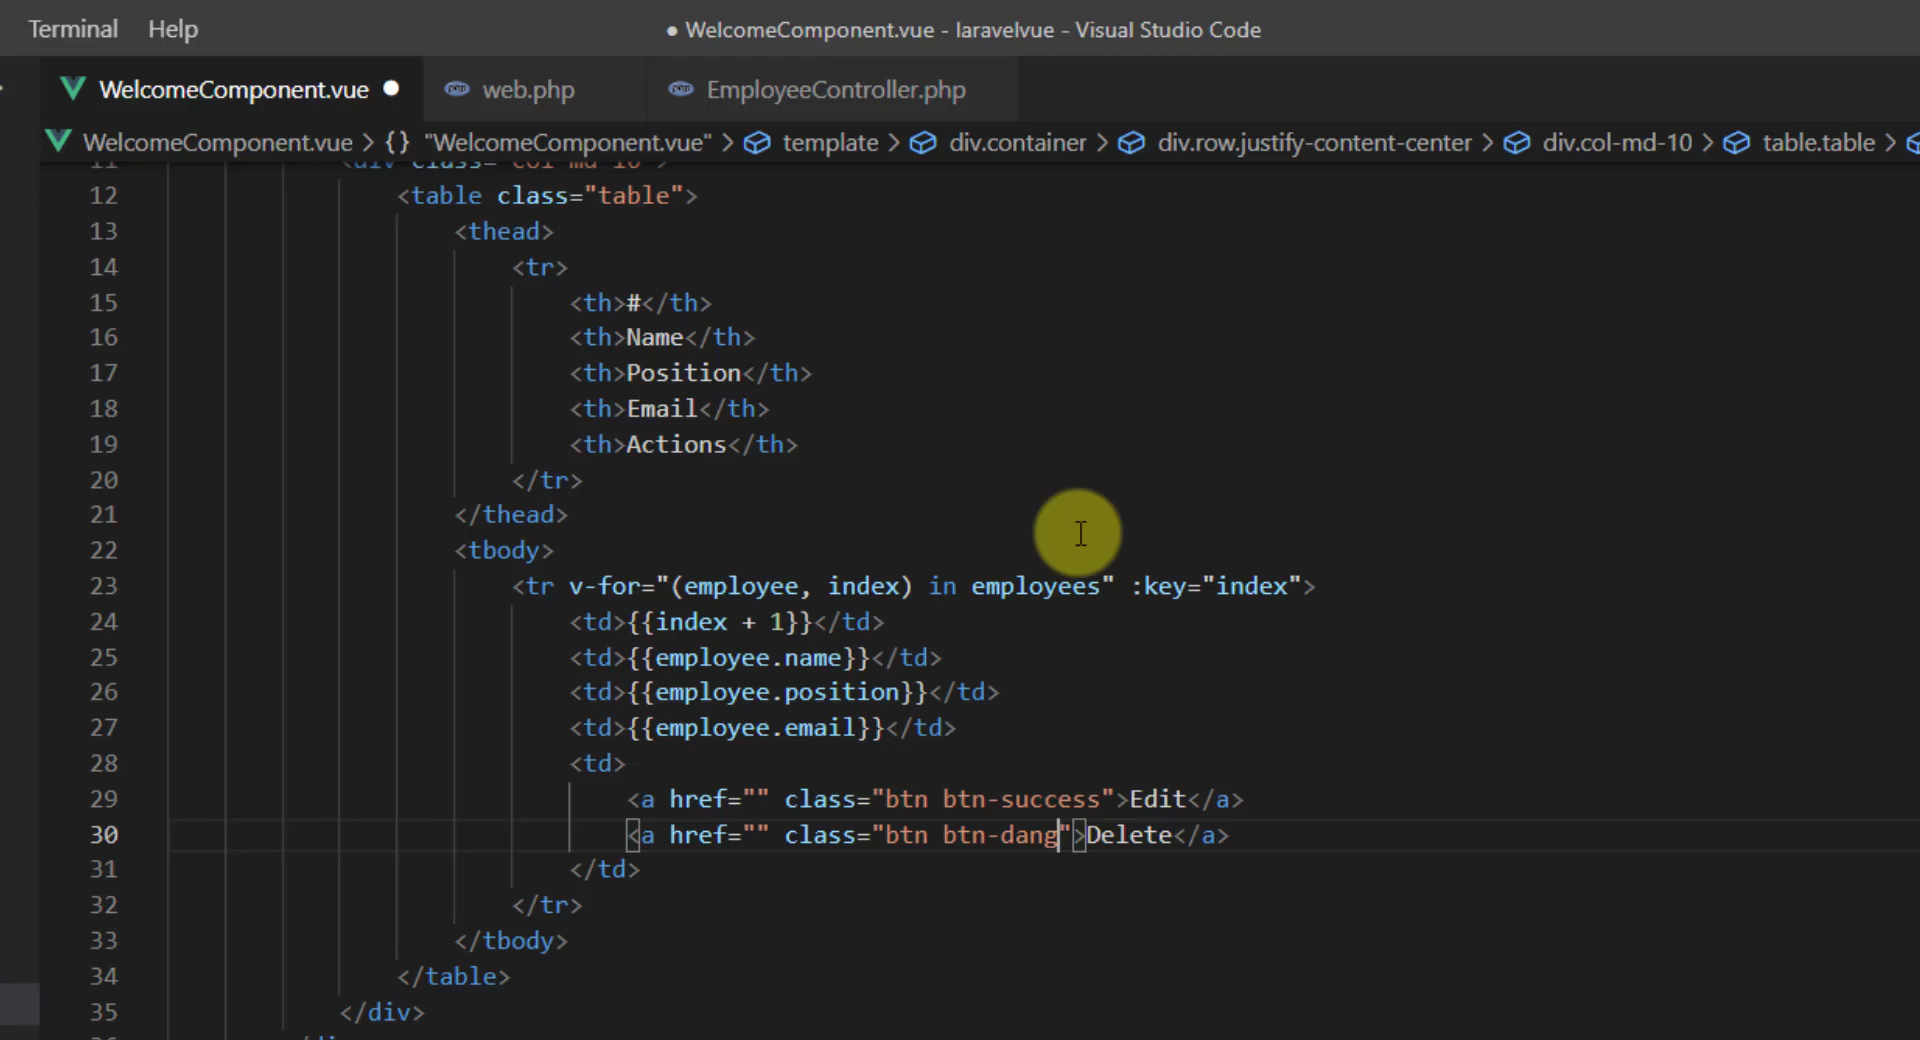 Terminal Help ● WelcomeComponent.vue - laravelvue - Visual Studio Code
WelcomeComponent.vue ● web.php EmployeeController.php
WelcomeComponent.vue > {} "WelcomeComponent.vue" > template > div.container > div.row.justify-content-center > div.col-md-10 > table.table >
11 <div class="col-md-10">
12 <table class="table">
13 <thead>
14 <tr>
15 <th>#</th>
16 <th>Name</th>
17 <th>Position</th>
18 <th>Email</th>
19 <th>Actions</th>
20 </tr>
21 </thead>
22 <tbody>
23 <tr v-for="(employee, index) in employees" :key="index">
24 <td>{{index + 1}}</td>
25 <td>{{employee.name}}</td>
26 <td>{{employee.position}}</td>
27 <td>{{employee.email}}</td>
28 <td>
29 <a href="" class="btn btn-success">Edit</a>
30 <a href="" class="btn btn-dang">Delete</a>
31 </td>
32 </tr>
33 </tbody>
34 </table>
35 </div>